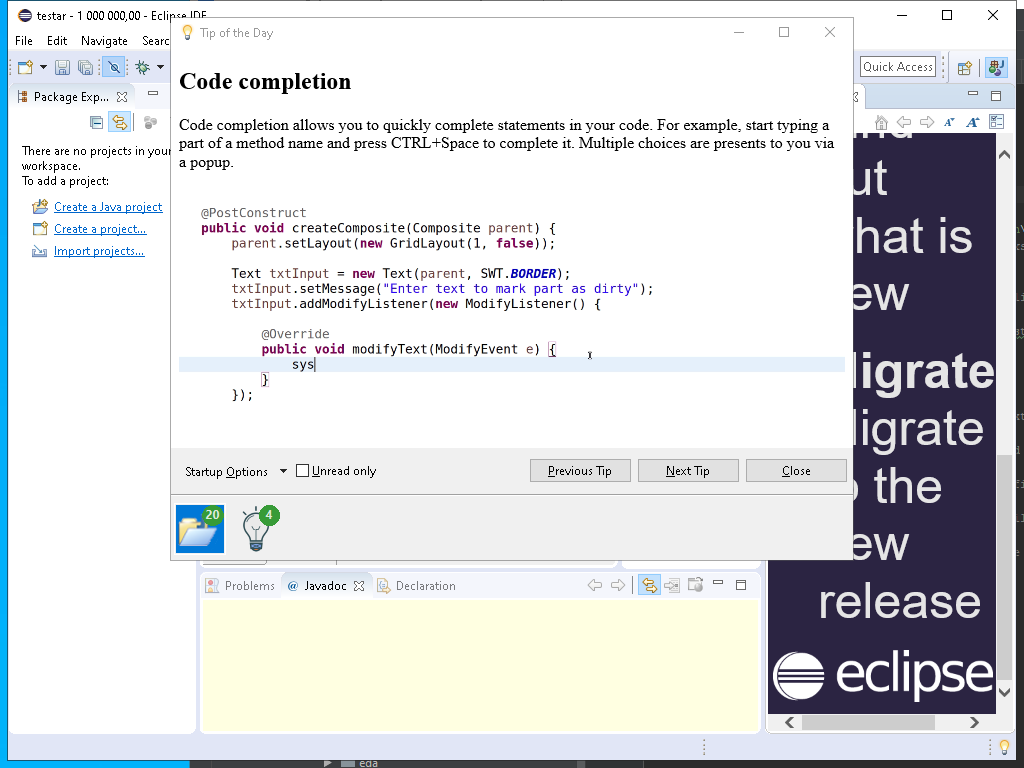 testar - 1 000 000,00 - Eclipse IDE
File Edit Navigate Searc
Tip of the Day
Quick Access
Package Exp...
Code completion
Code completion allows you to quickly complete statements in your code. For example, start typing a
part of a method name and press CTRL+Space to complete it. Multiple choices are presents to you via
a popup.
There are no projects in your
workspace.
To add a project:
Create a Java project
Create a project...
Import projects...
@PostConstruct
public void createComposite(Composite parent) {
parent.setLayout(new GridLayout(1, false));
Text txtInput = new Text(parent, SWT.BORDER);
txtInput.setMessage("Enter text to mark part as dirty");
txtInput.addModifyListener(new ModifyListener() {
@Override
public void modifyText(ModifyEvent e) {
sys
}
});
Startup Options
Unread only
Previous Tip
Next Tip
Close
20
4
ut
hat is
ew
igrate
igrate
the
ew
release
eclipse
Problems
@ Javadoc
Declaration
eda